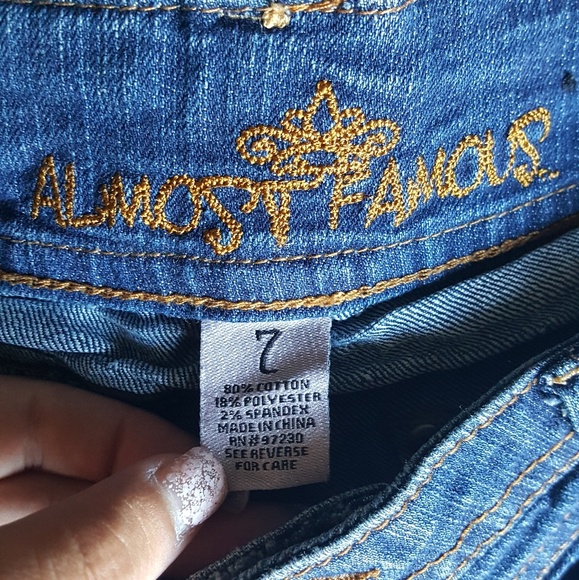 ALMOST FAMOUS
7
80% COTTON
18% POLYESTER
2% SPANDEX
MADE IN CHINA
RN#97230
SEE REVERSE
FOR CARE